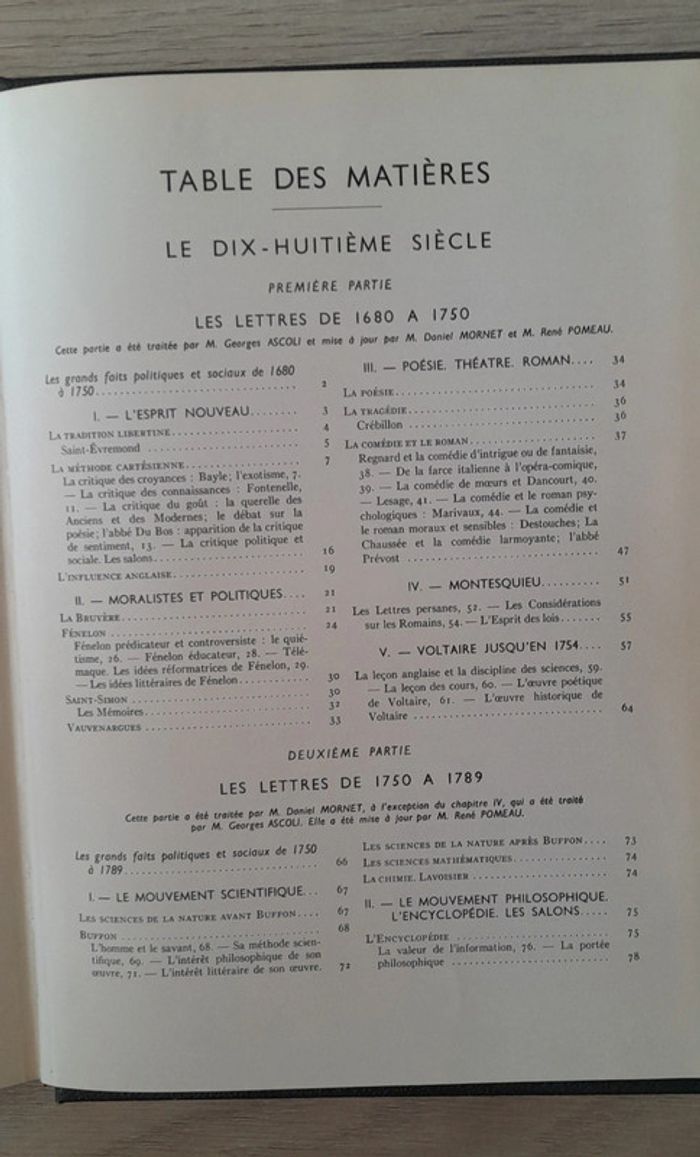 TABLE DES MATIÈRES
LE DIX-HUITIÈME SIÈCLE
PREMIÈRE PARTIE
LES LETTRES DE 1680 A 1750
Cette partie a été traitée par M. Georges ASCOLI et mise à jour par M. Daniel MORNET et M. René POMEAU.
Les grands faits politiques et sociaux de 1680
à 1750.............................. 2
I. — L'ESPRIT NOUVEAU........ 3
LA TRADITION LIBERTINE.................... 4
Saint-Évremond ........................ 5
LA MÉTHODE CARTÉSIENNE.................. 7
La critique des croyances : Bayle; l'exotisme, 7.
— La critique des connaissances : Fontenelle,
11. — La critique du goût : la querelle des
Anciens et des Modernes; le débat sur la
poésie; l'abbé Du Bos : apparition de la critique
de sentiment, 13. — La critique politique et
sociale. Les salons......................... 16
L'INFLUENCE ANGLAISE..................... 19
II. — MORALISTES ET POLITIQUES.... 21
LA BRUYÈRE............................ 21
FÉNELON .............................. 24
Fénelon prédicateur et controversiste : le quié-
tisme, 26. — Fénelon éducateur, 28. — Télé-
maque. Les idées réformatrices de Fénelon, 29.
— Les idées littéraires de Fénelon............ 30
SAINT-SIMON ........................... 30
Les Mémoires.......................... 32
VAUVENARGUES ......................... 33
III. — POÉSIE. THÉATRE. ROMAN.... 34
LA POÉSIE............................. 34
LA TRAGÉDIE........................... 36
Crébillon ............................. 36
LA COMÉDIE ET LE ROMAN.................. 37
Regnard et la comédie d'intrigue ou de fantaisie,
38. — De la farce italienne à l'opéra-comique,
39. — La comédie de mœurs et Dancourt, 40.
— Lesage, 41. — La comédie et le roman psy-
chologiques : Marivaux, 44. — La comédie et
le roman moraux et sensibles : Destouches; La
Chaussée et la comédie larmoyante; l'abbé
Prévost .............................. 47
IV. — MONTESQUIEU.......... 51
Les Lettres persanes, 52. — Les Considérations
sur les Romains, 54. — L'Esprit des lois....... 55
V. — VOLTAIRE JUSQU'EN 1754.... 57
La leçon anglaise et la discipline des sciences, 59.
— La leçon des cours, 60. — L'œuvre poétique
de Voltaire, 61. — L'œuvre historique de
Voltaire .............................. 64
DEUXIÈME PARTIE
LES LETTRES DE 1750 A 1789
Cette partie a été traitée par M. Daniel MORNET, à l'exception du chapitre IV, qui a été traité
par M. Georges ASCOLI. Elle a été mise à jour par M. René POMEAU.
Les grands faits politiques et sociaux de 1750
à 1789.............................. 66
I. — LE MOUVEMENT SCIENTIFIQUE... 67
LES SCIENCES DE LA NATURE AVANT BUFFON.... 67
BUFFON ............................... 68
L'homme et le savant, 68. — Sa méthode scien-
tifique, 69. — L'intérêt philosophique de son
œuvre, 71. — L'intérêt littéraire de son œuvre. 72
LES SCIENCES DE LA NATURE APRÈS BUFFON.... 73
LES SCIENCES MATHÉMATIQUES................ 74
LA CHIMIE. LAVOISIER ..................... 74
II. — LE MOUVEMENT PHILOSOPHIQUE.
L'ENCYCLOPÉDIE. LES SALONS..... 75
L'ENCYCLOPÉDIE ........................ 75
La valeur de l'information, 76. — La portée
philosophique ........................... 78